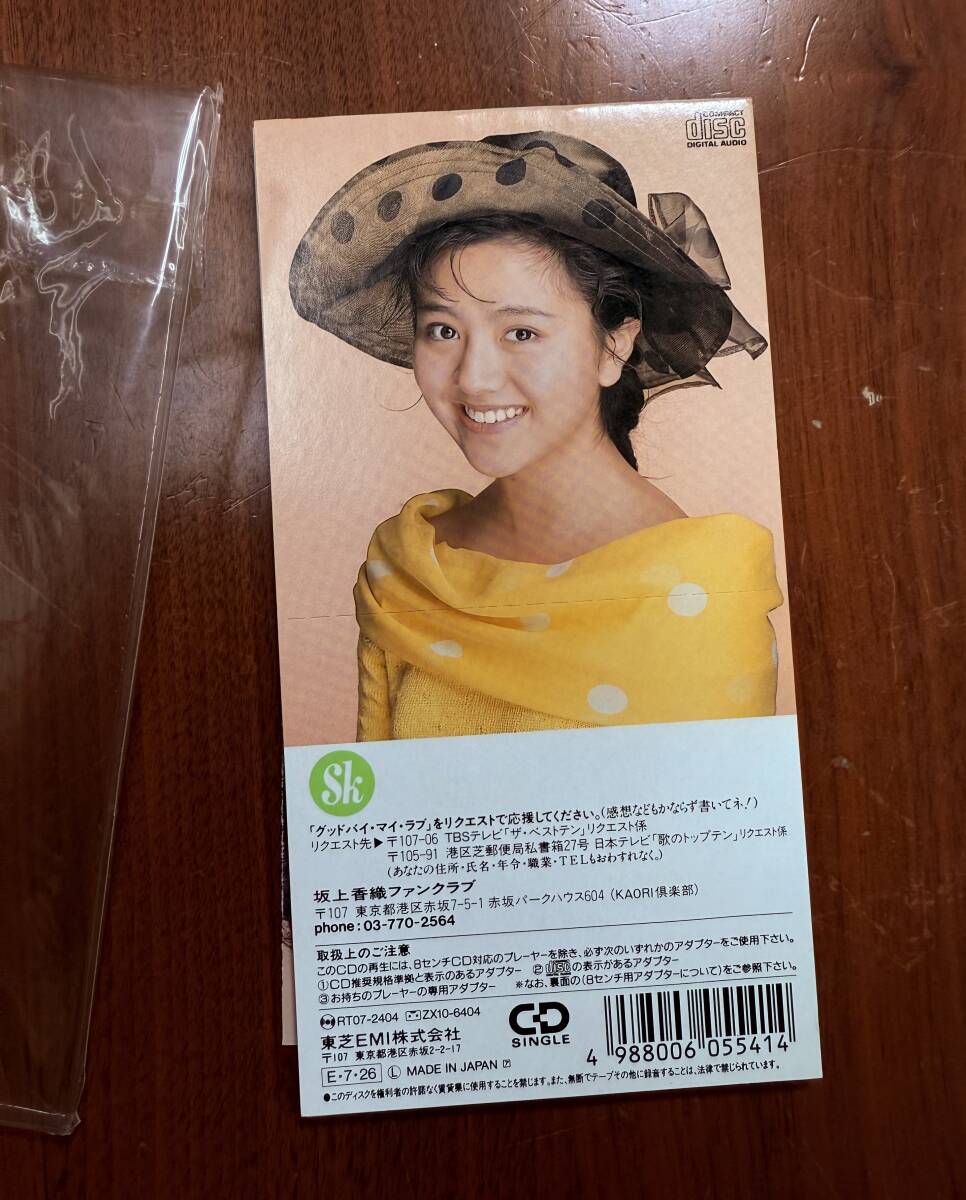 COMPACT
disc
DIGITAL AUDIO
Sk
「グッドバイ・マイ・ラブ」をリクエストで応援してください。(感想などもかならず書いてネ!)
リクエスト先▶〒107-06 TBSテレビ「ザ・ベストテン」リクエスト係
〒105-91 港区芝郵便局私書箱27号 日本テレビ「歌のトップテン」リクエスト係
(あなたの住所・氏名・年令・職業・TELもおわすれなく。)
坂上香織ファンクラブ
〒107 東京都港区赤坂7-5-1 赤坂パークハウス604 (KAORI倶楽部)
phone:03-770-2564
取扱上のご注意
このCDの再生には、8センチCD対応のプレーヤーを除き、必ず次のいずれかのアダプターをご使用下さい。
①CD推奨規格準拠と表示のあるアダプター ②discの表示があるアダプター
③お持ちのプレーヤーの専用アダプター ※なお、裏面の(8センチ用アダプターについて)をご参照下さい。
RT07-2404 ZX10-6404
東芝EMI株式会社
〒107 東京都港区赤坂2-2-17
E・7・26 Ⓛ MADE IN JAPAN
CD
SINGLE
4 988006 055414
●このディスクを権利者の許諾なく賃貸業に使用することを禁じます。また、無断でテープその他に録音することは、法律で禁じられています。